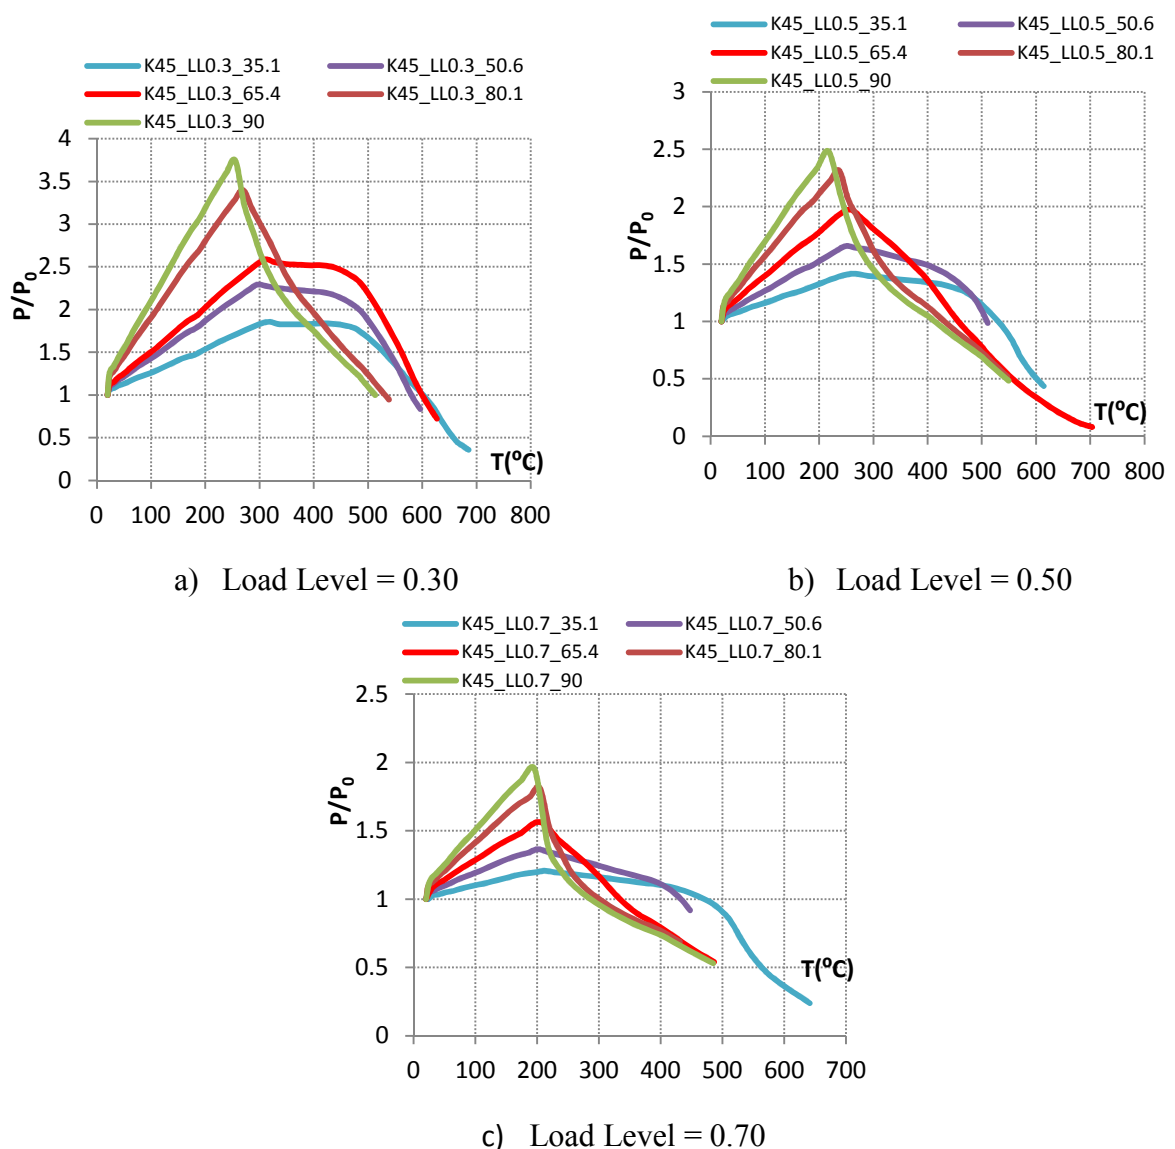 K45_LL0.3_35.1 K45_LL0.3_50.6
K45_LL0.3_65.4 K45_LL0.3_80.1
K45_LL0.3_90
4
3.5
3
2.5
2
1.5
1
0.5
0
P/P0
T(ºC)
0 100 200 300 400 500 600 700 800
a) Load Level = 0.30
K45_LL0.5_35.1 K45_LL0.5_50.6
K45_LL0.5_65.4 K45_LL0.5_80.1
K45_LL0.5_90
3
2.5
2
1.5
1
0.5
0
P/P0
T(ºC)
0 100 200 300 400 500 600 700 800
b) Load Level = 0.50
K45_LL0.7_35.1 K45_LL0.7_50.6
K45_LL0.7_65.4 K45_LL0.7_80.1
K45_LL0.7_90
2.5
2
1.5
1
0.5
0
P/P0
T(ºC)
0 100 200 300 400 500 600 700
c) Load Level = 0.70